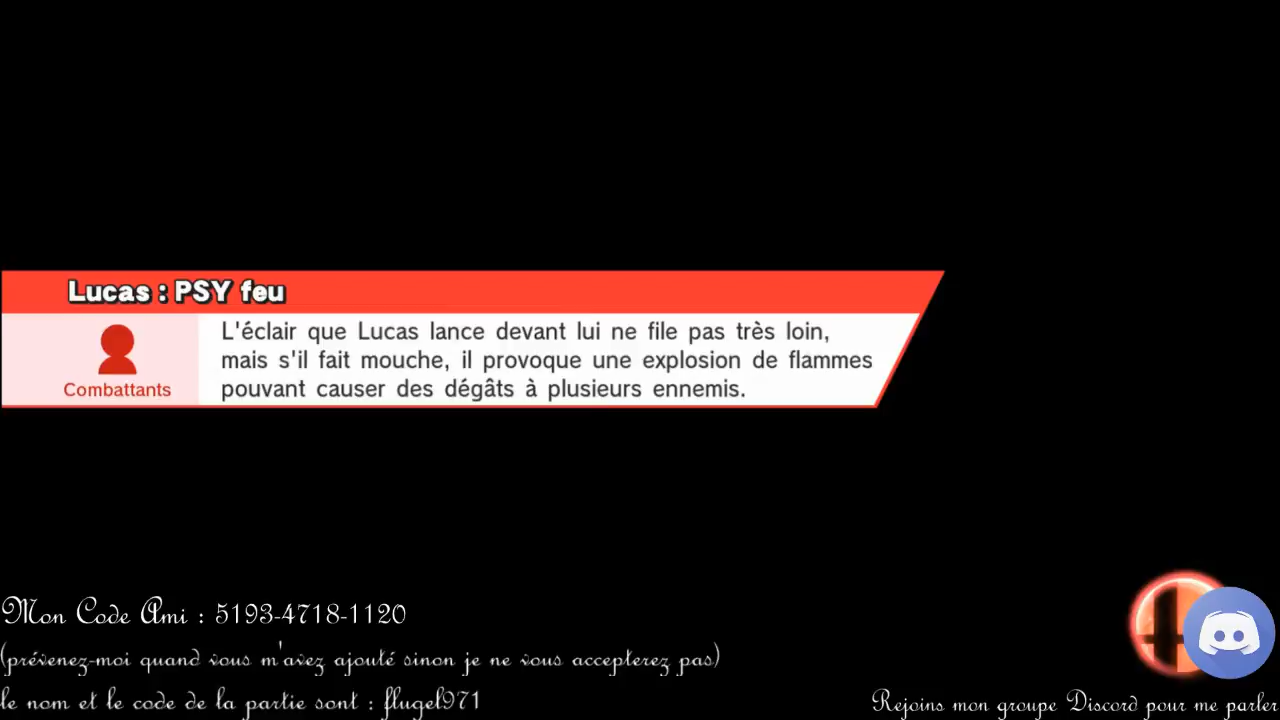 Lucas : PSY feu
L'éclair que Lucas lance devant lui ne file pas très loin,
mais s'il fait mouche, il provoque une explosion de flammes
pouvant causer des dégâts à plusieurs ennemis.
Combattants
Mon Code Ami : 5193-4718-1120
(prévenez-moi quand vous m'avez ajouté sinon je ne vous accepterez pas)
le nom et le code de la partie sont : flugel971
Rejoins mon groupe Discord pour me parler